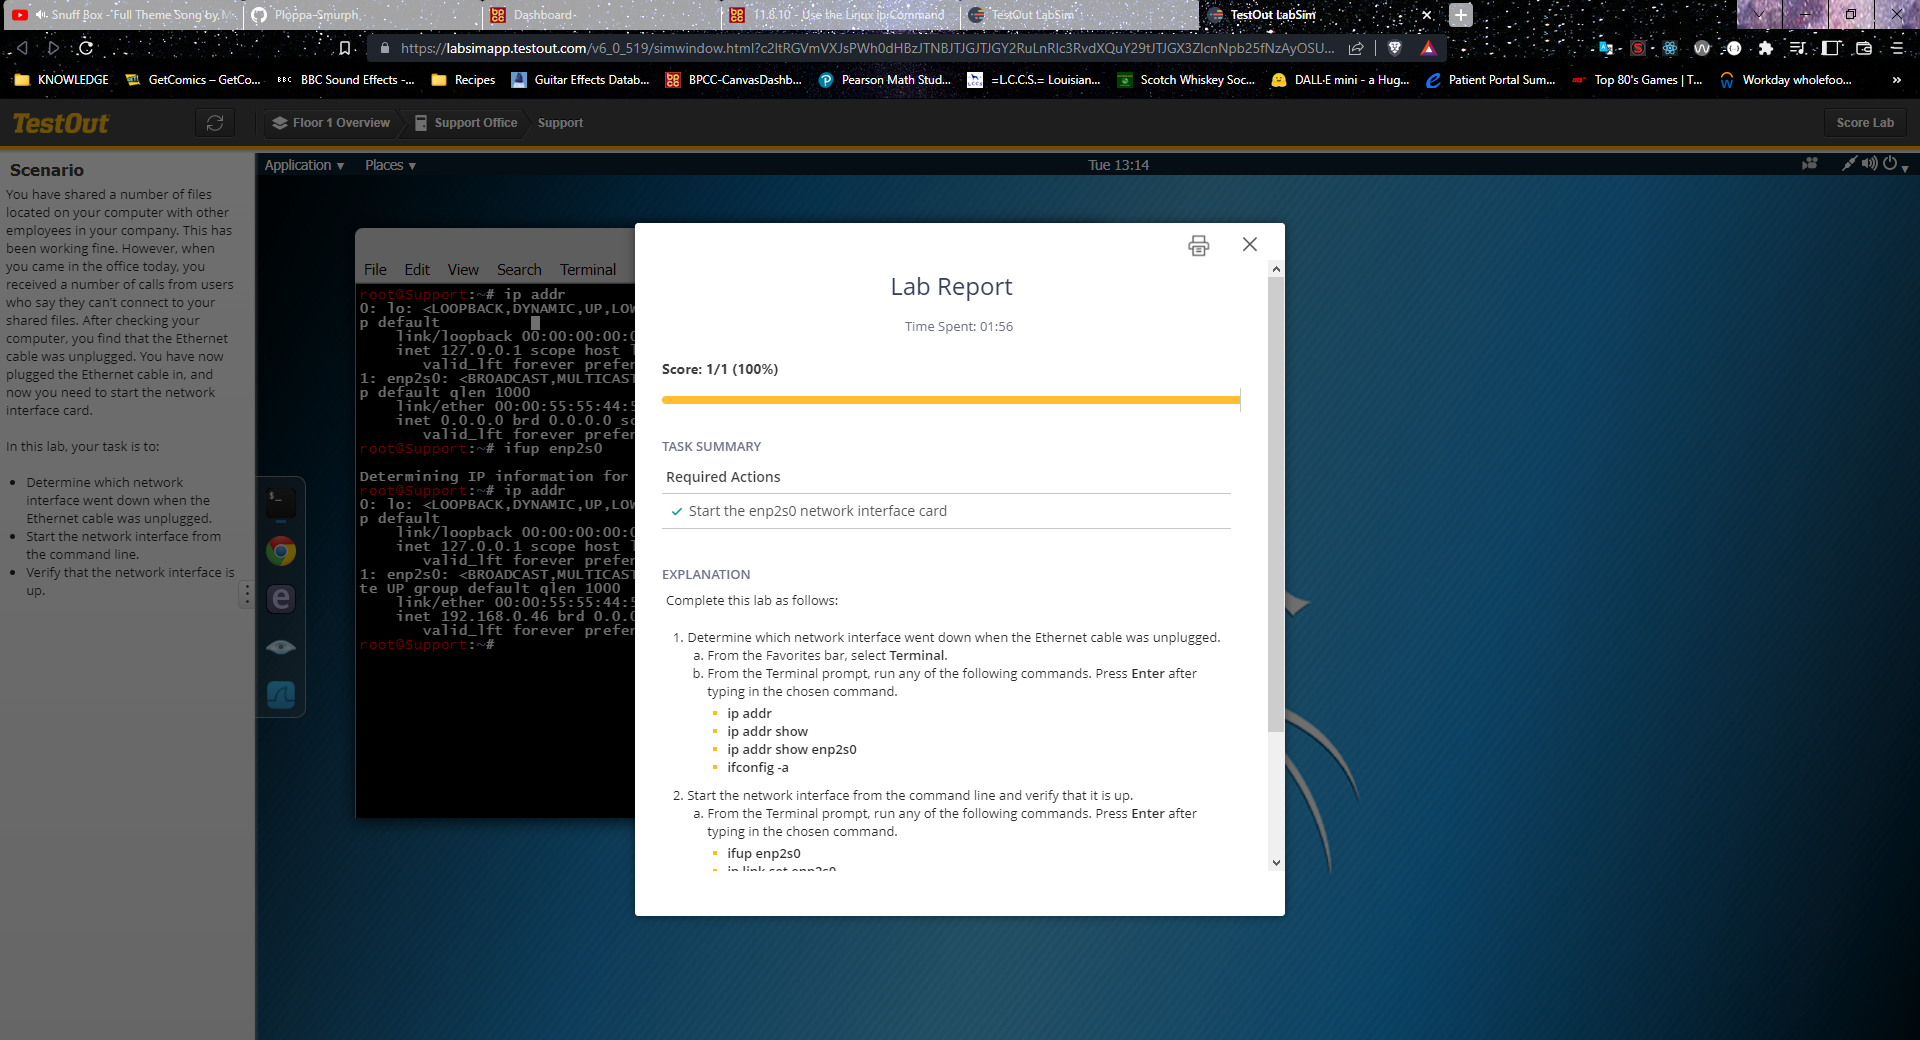 Snuff Box - "Full Theme Song by M
Ploppa-Smurph
Dashboard
11.8.10 - Use the Linux ip Command
TestOut LabSim
TestOut LabSim
https://labsimapp.testout.com/v6_0_519/simwindow.html?
KNOWLEDGE
GetComics – GetCo...
BBC BBC Sound Effects -...
Recipes
Guitar Effects Datab...
BPCC-CanvasDashb...
Pearson Math Stud...
=L.C.C.S.= Louisian...
Scotch Whiskey Soc...
DALL·E mini - a Hug...
Patient Portal Sum...
Top 80's Games | T...
Workday wholefoo...
»
TestOut
Floor 1 Overview
Support Office
Support
Score Lab
Scenario
You have shared a number of files
located on your computer with other
employees in your company. This has
been working fine. However, when
you came in the office today, you
received a number of calls from users
who say they can't connect to your
shared files. After checking your
computer, you find that the Ethernet
cable was unplugged. You have now
plugged the Ethernet cable in, and
now you need to start the network
interface card.
In this lab, your task is to:
• Determine which network
interface went down when the
Ethernet cable was unplugged.
• Start the network interface from
the command line.
• Verify that the network interface is
up.
Application ▾
Places ▾
Tue 13:14
File Edit View Search Terminal
root@Support:~# ip addr
0: lo: <LOOPBACK,DYNAMIC,UP,LOW
p default
link/loopback 00:00:00:00:0
inet 127.0.0.1 scope host l
valid_lft forever prefer
1: enp2s0: <BROADCAST,MULTICAST
p default qlen 1000
link/ether 00:00:55:55:44:5
inet 0.0.0.0 brd 0.0.0.0 sc
valid_lft forever prefer
root@Support:~# ifup enp2s0
Determining IP information for
root@Support:~# ip addr
0: lo: <LOOPBACK,DYNAMIC,UP,LOW
p default
link/loopback 00:00:00:00:0
inet 127.0.0.1 scope host l
valid_lft forever prefer
1: enp2s0: <BROADCAST,MULTICAST
te UP group default qlen 1000
link/ether 00:00:55:55:44:5
inet 192.168.0.46 brd 0.0.0
valid_lft forever prefer
root@Support:~#
Lab Report
Time Spent: 01:56
Score: 1/1 (100%)
TASK SUMMARY
Required Actions
✓ Start the enp2s0 network interface card
EXPLANATION
Complete this lab as follows:
1. Determine which network interface went down when the Ethernet cable was unplugged.
a. From the Favorites bar, select Terminal.
b. From the Terminal prompt, run any of the following commands. Press Enter after
typing in the chosen command.
ip addr
ip addr show
ip addr show enp2s0
ifconfig -a
2. Start the network interface from the command line and verify that it is up.
a. From the Terminal prompt, run any of the following commands. Press Enter after
typing in the chosen command.
ifup enp2s0
ip link set enp2s0